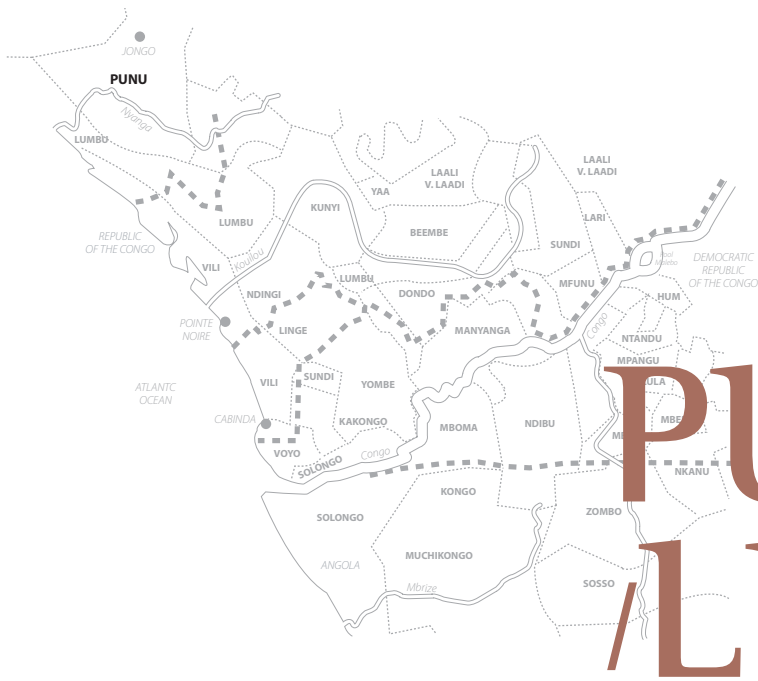 JONGO
PUNU
Nyanga
LUMBU
LAALI
V. LAADI
LAALI
V. LAADI
YAA
KUNYI
LARI
LUMBU
BEEMBE
REPUBLIC
OF THE CONGO
SUNDI
Kouilou
VILI
DEMOCRATIC
REPUBLIC
OF THE CONGO
LUMBU
MFUNU
NDINGI
DONDO
HUM
POINTE
NOIRE
LINGE
MANYANGA
Congo
NTANDU
MPANGU
PU
VILI
SUNDI
YOMBE
ATLANTC
OCEAN
CABINDA
KAKONGO
MBOMA
NDIBU
VOYO
Congo
SOLONGO
NKANU
KONGO
SOLONGO
ZOMBO
ANGOLA
MUCHIKONGO
/L
Mbrize
SOSSO